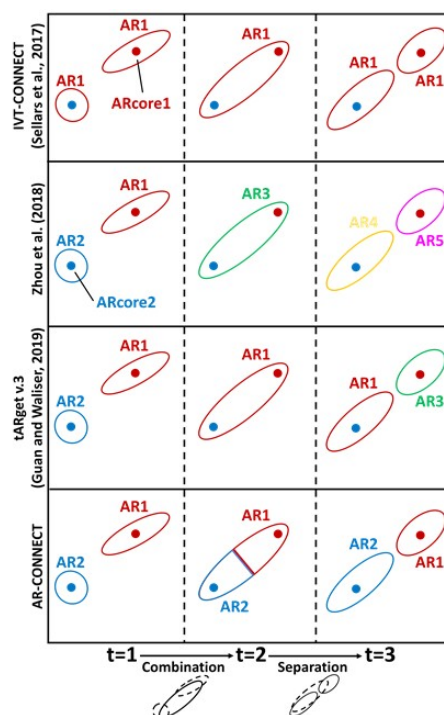 IVT-CONNECT
(Sellars et al., 2017)
AR1
AR1
ARcore1
AR1
AR1
AR1
Zhou et al. (2018)
AR2
AR1
ARcore2
AR3
AR4
AR5
tARget v.3
(Guan and Waliser, 2019)
AR2
AR1
AR1
AR1
AR3
AR-CONNECT
AR2
AR1
AR1
AR2
AR2
AR1
t=1
t=2
t=3
Combination
Separation